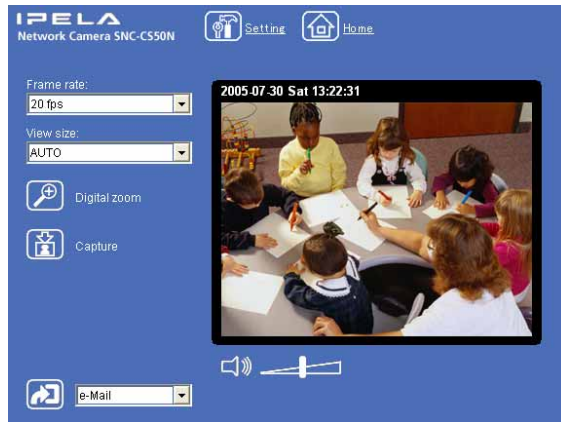 IPELA
Network Camera SNC-CS50N
Setting
Home
Frame rate:
20 fps
View size:
AUTO
Digital zoom
Capture
2005-07-30 Sat 13:22:31
e-Mail